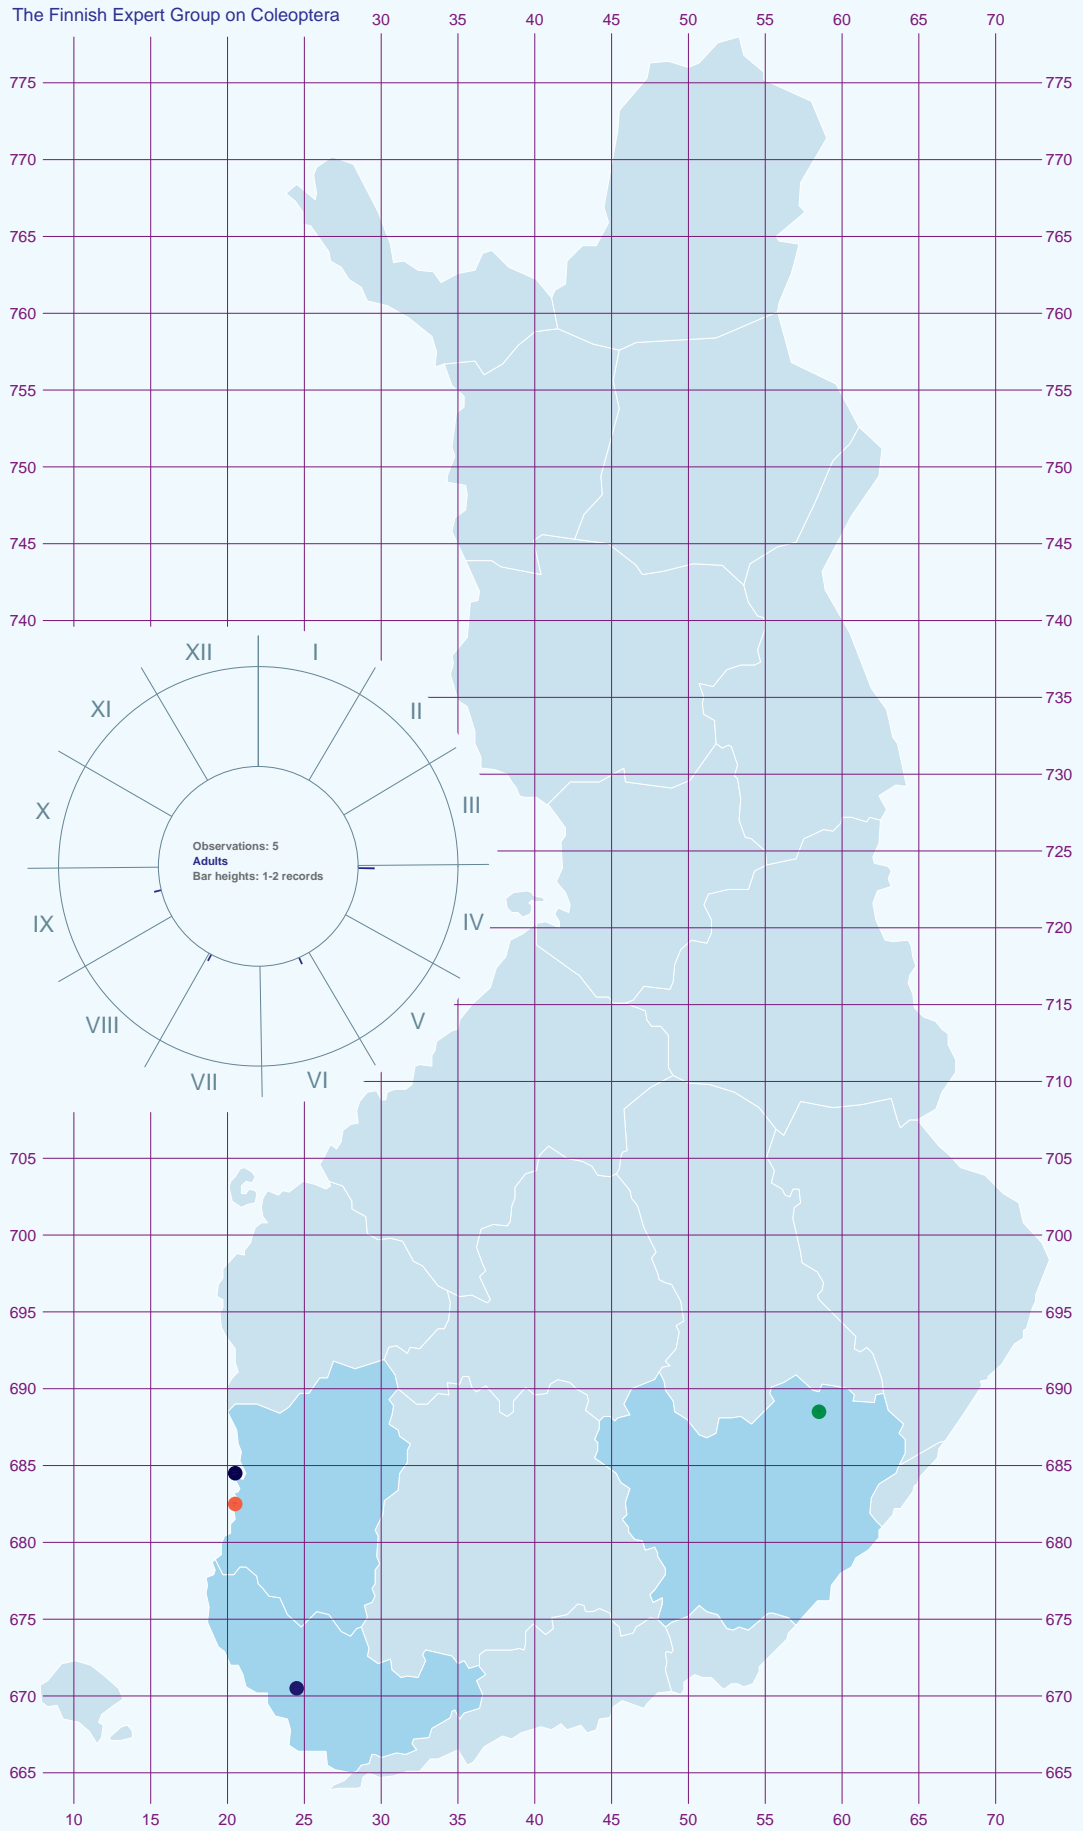 The Finnish Expert Group on Coleoptera
30 35 40 45 50 55 60 65 70
775 775
770 770
765 765
760 760
755 755
750 750
745 745
740 740
XII I
XI II
735
730
X III
725
Observations: 5
Adults
Bar heights: 1-2 records
IX IV
720
VIII V
715
VII VI
710
705 705
700 700
695 695
690 690
685 685
680 680
675 675
670 670
665 665
10 15 20 25 30 35 40 45 50 55 60 65 70